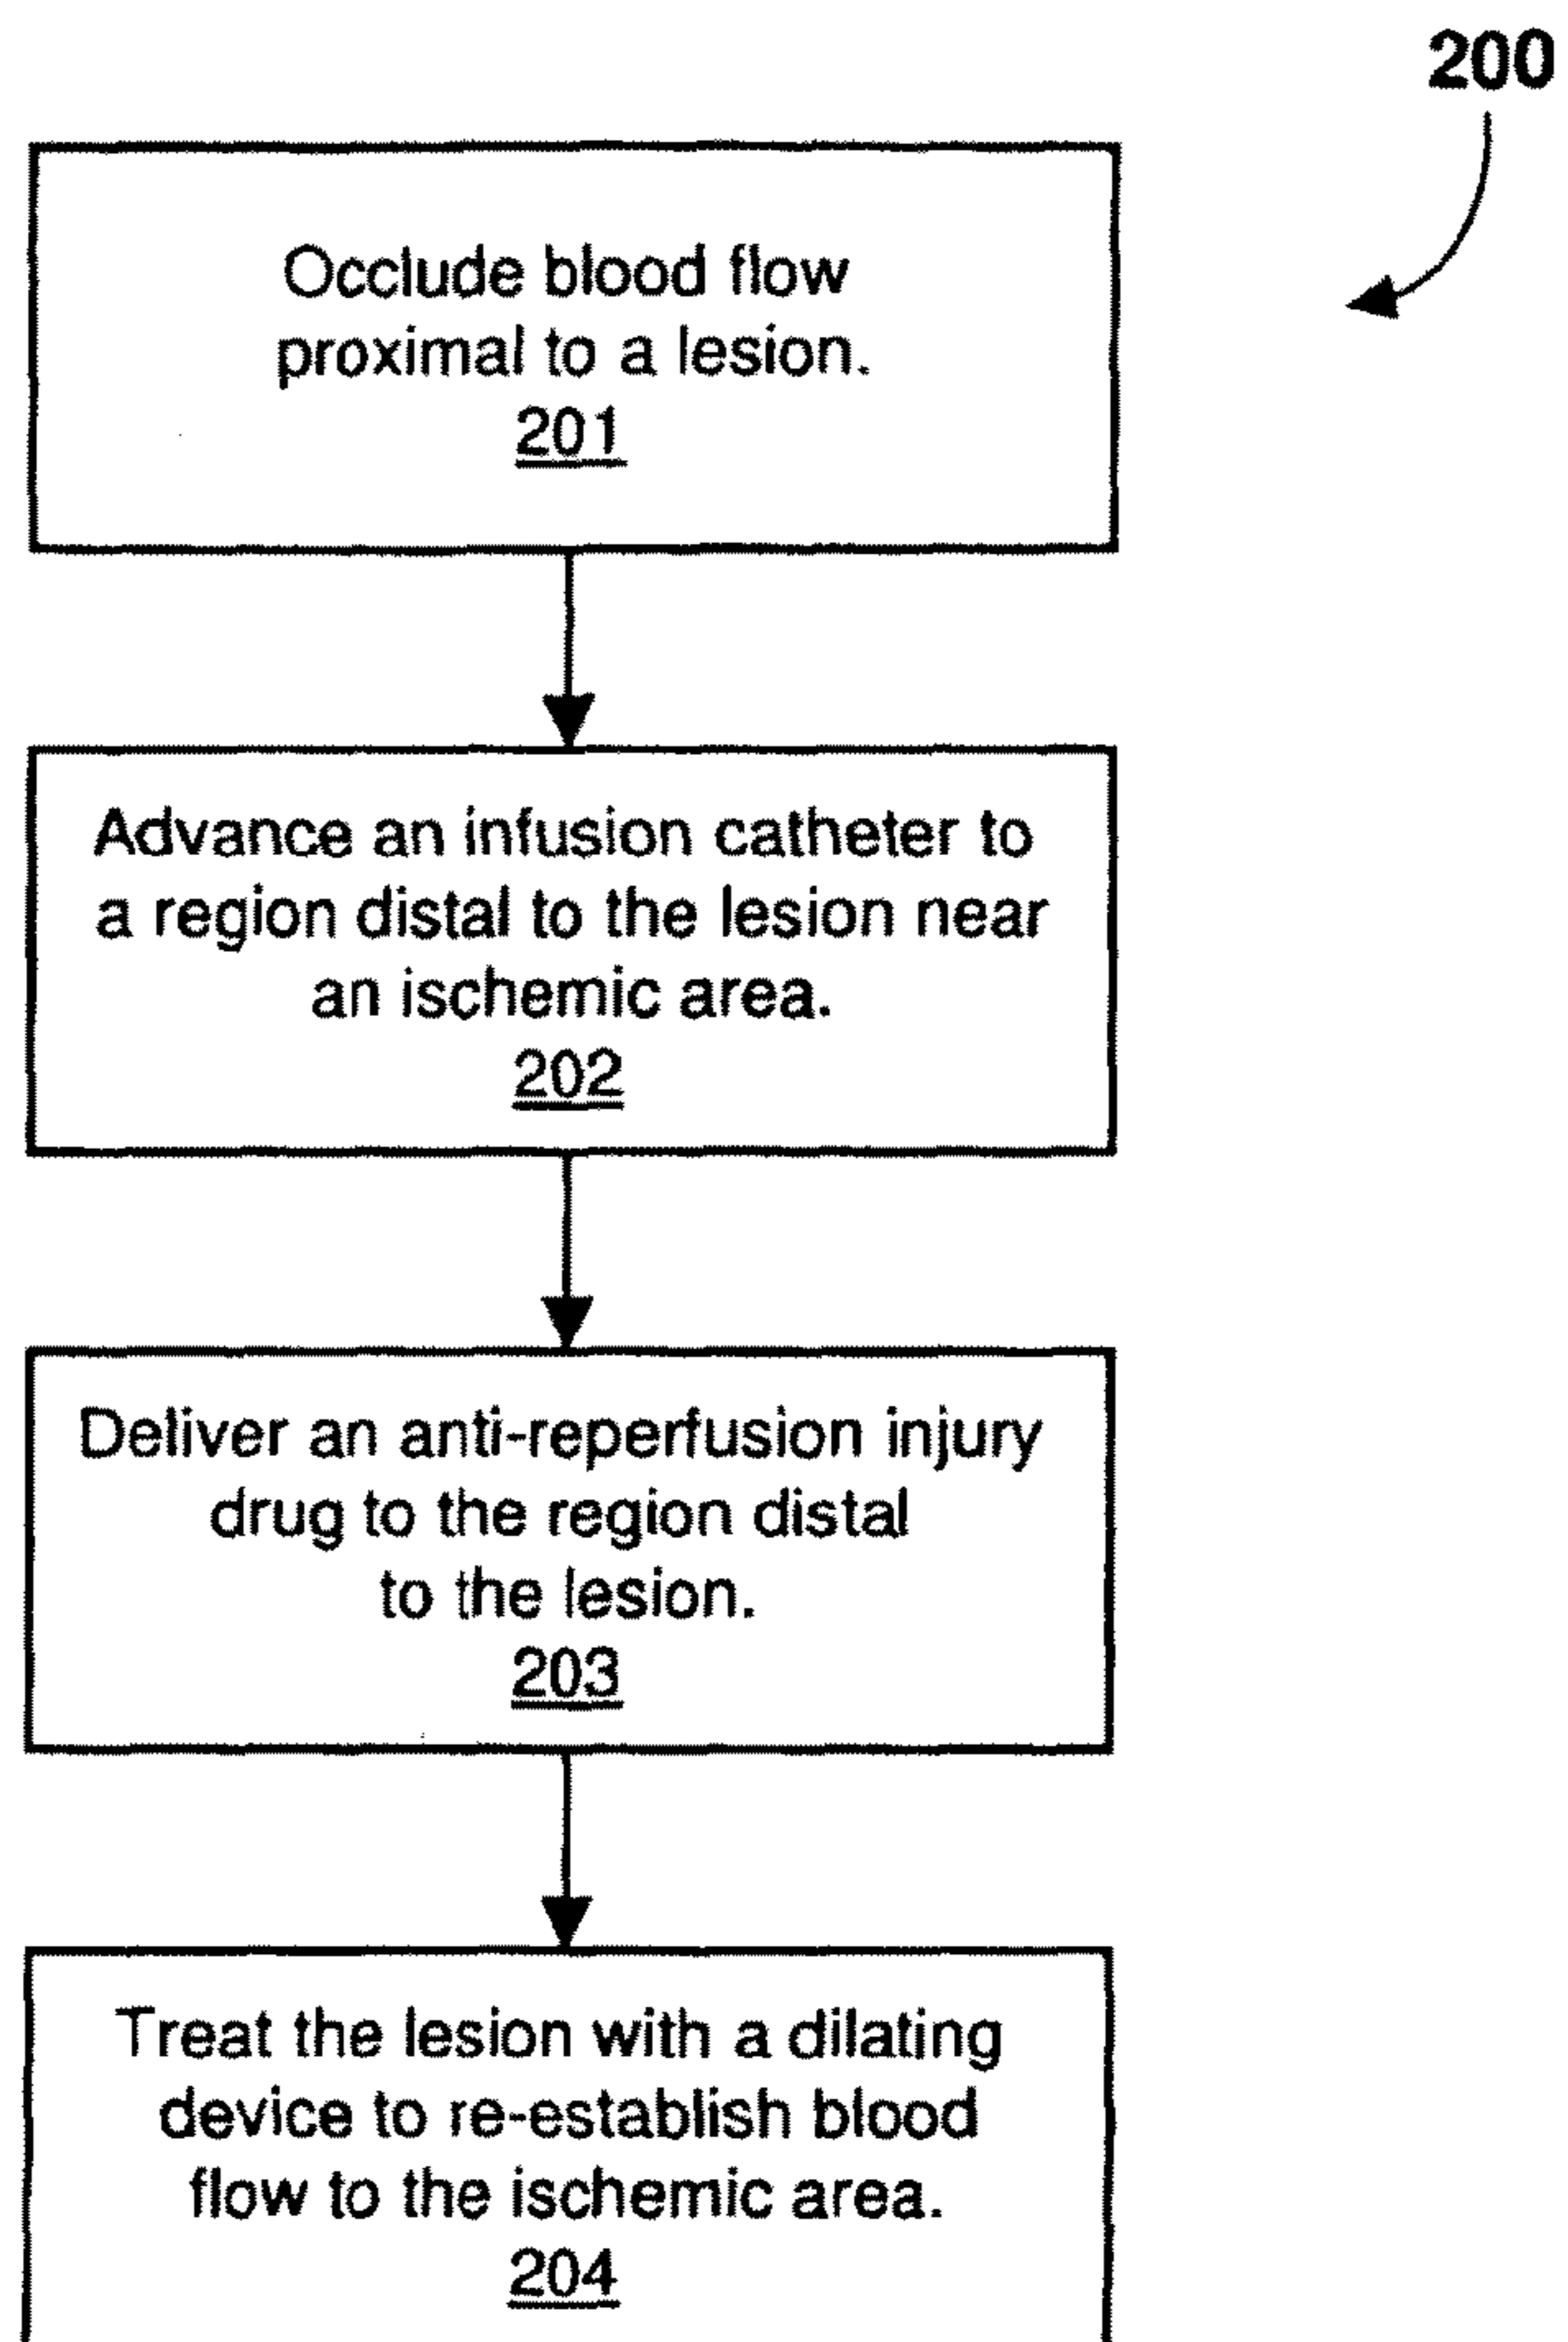 200
Occlude blood flow
proximal to a lesion.
201
Advance an infusion catheter to
a region distal to the lesion near
an ischemic area.
202
Deliver an anti-reperfusion injury
drug to the region distal
to the lesion.
203
Treat the lesion with a dilating
device to re-establish blood
flow to the ischemic area.
204